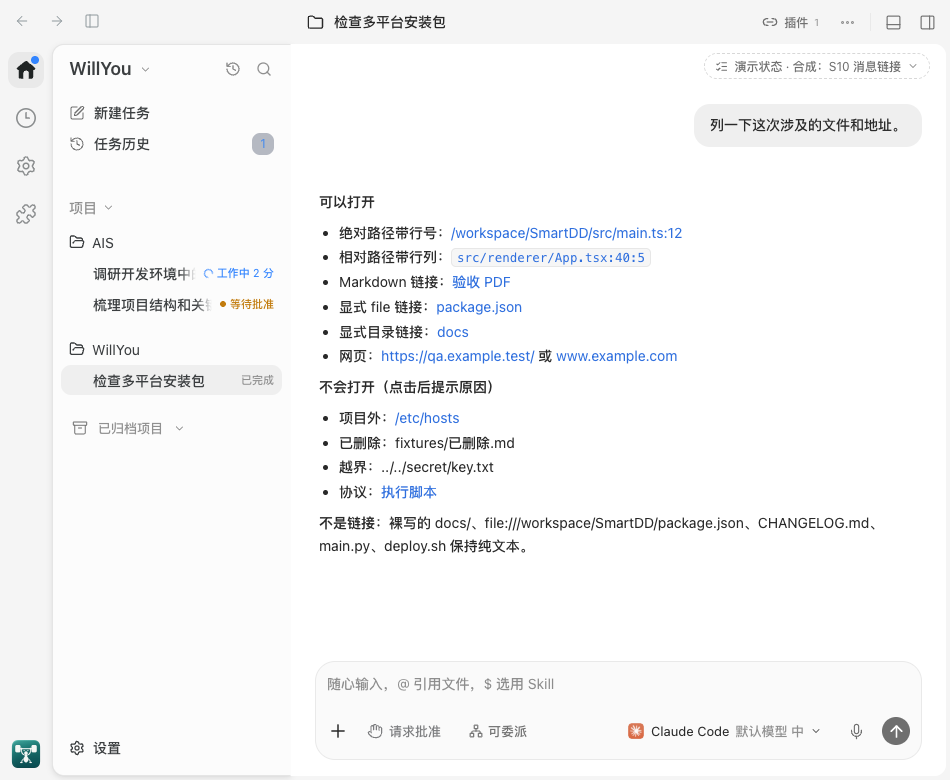 检查多平台安装包
插件 1
WillYou
演示状态 · 合成：S10 消息链接
新建任务
任务历史
1
项目
AIS
调研开发环境中 工作中 2 分
梳理项目结构和关 等待批准
WillYou
检查多平台安装包 已完成
已归档项目
设置
列一下这次涉及的文件和地址。
可以打开
• 绝对路径带行号：/workspace/SmartDD/src/main.ts:12
• 相对路径带行列：src/renderer/App.tsx:40:5
• Markdown 链接：验收 PDF
• 显式 file 链接：package.json
• 显式目录链接：docs
• 网页：https://qa.example.test/ 或 www.example.com
不会打开（点击后提示原因）
• 项目外：/etc/hosts
• 已删除：fixtures/已删除.md
• 越界：../../secret/key.txt
• 协议：执行脚本
不是链接：裸写的 docs/、file:///workspace/SmartDD/package.json、CHANGELOG.md、
main.py、deploy.sh 保持纯文本。
随心输入，@ 引用文件，$ 选用 Skill
请求批准 可委派 Claude Code 默认模型 中